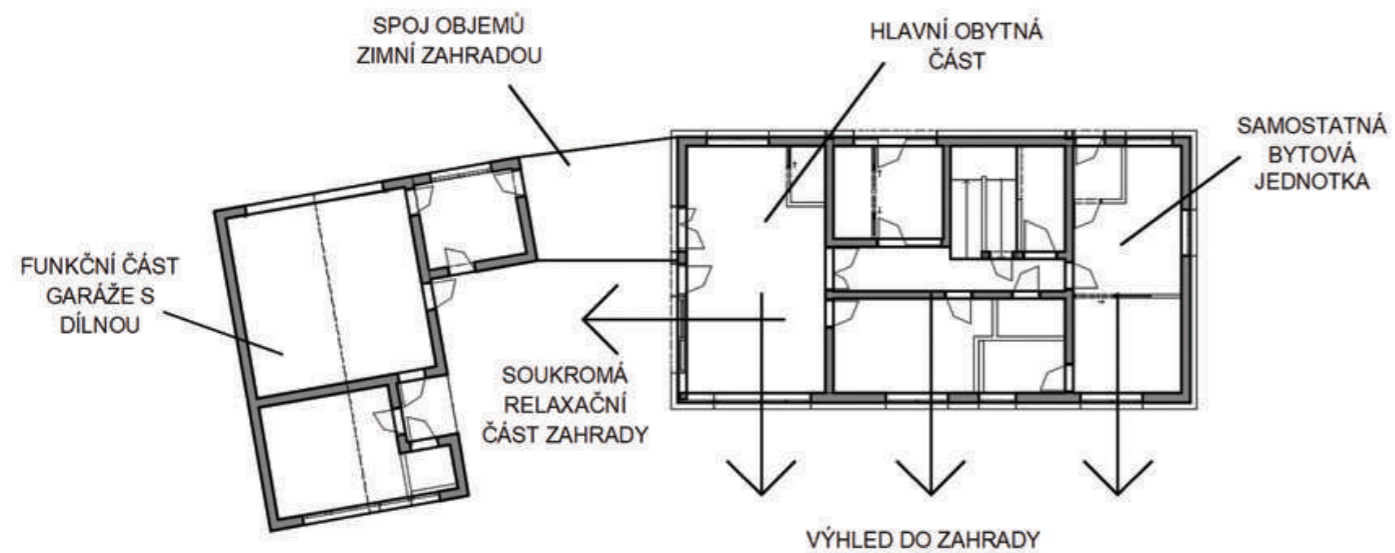 SPOJ OBJEMŮ
ZIMNÍ ZAHRADOU
HLAVNÍ OBYTNÁ
ČÁST
SAMOSTATNÁ
BYTOVÁ
JEDNOTKA
FUNKČNÍ ČÁST
GARÁŽE S
DÍLNOU
SOUKROMÁ
RELAXAČNÍ
ČÁST ZAHRADY
VÝHLED DO ZAHRADY